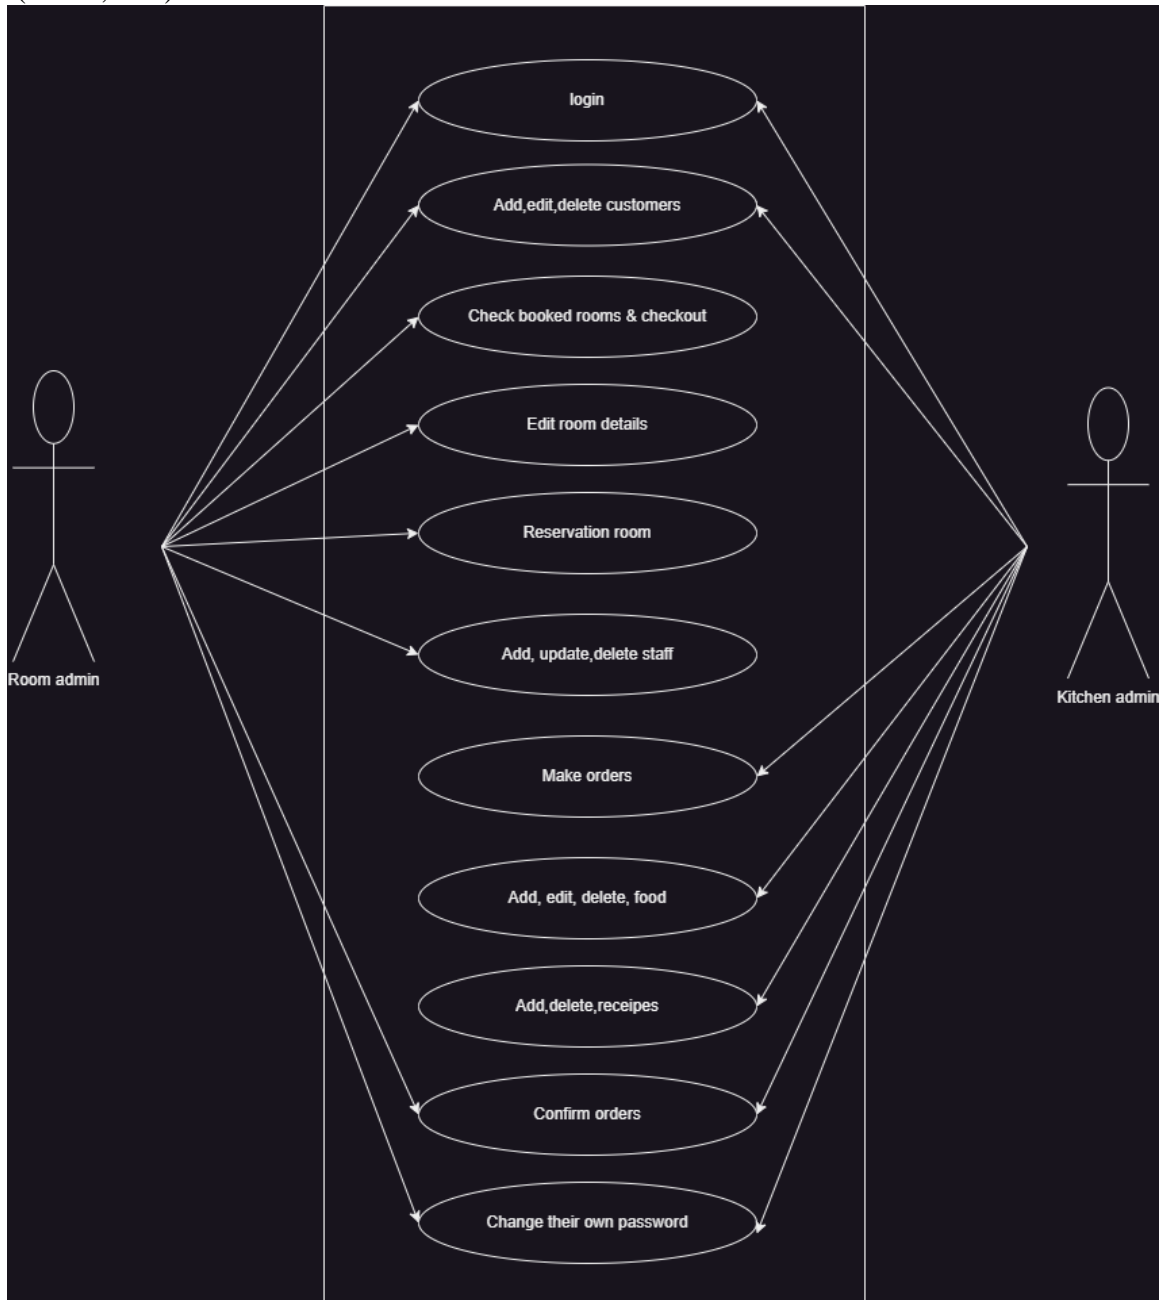 login
Add,edit,delete customers
Check booked rooms & checkout
Edit room details
Reservation room
Add, update,delete staff
Room admin
Kitchen admin
Make orders
Add, edit, delete, food
Add,delete,receipes
Confirm orders
Change their own password